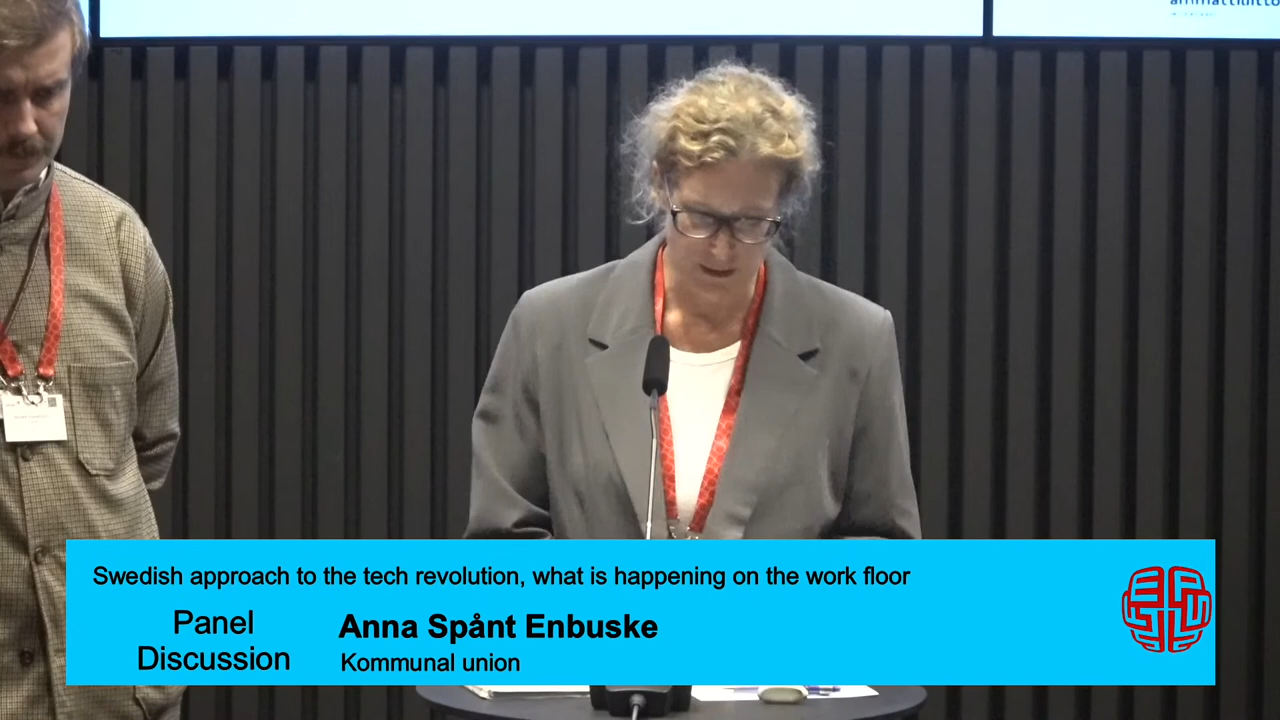 Swedish approach to the tech revolution, what is happening on the work floor
Panel
Discussion
Anna Spånt Enbuske
Kommunal union